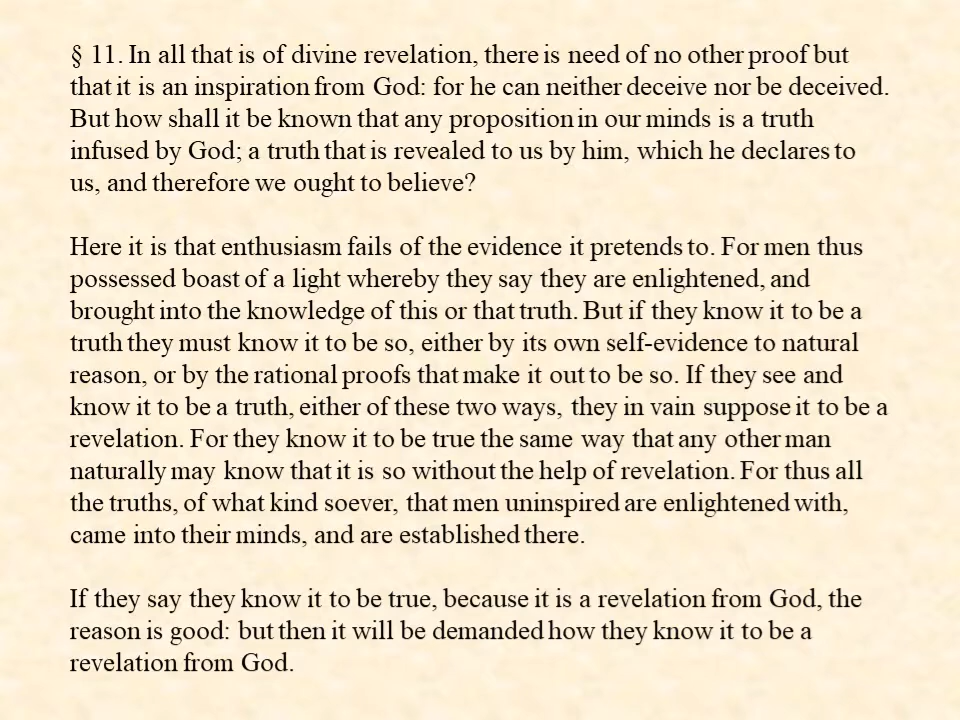 § 11. In all that is of divine revelation, there is need of no other proof but
that it is an inspiration from God: for he can neither deceive nor be deceived.
But how shall it be known that any proposition in our minds is a truth
infused by God; a truth that is revealed to us by him, which he declares to
us, and therefore we ought to believe?
Here it is that enthusiasm fails of the evidence it pretends to. For men thus
possessed boast of a light whereby they say they are enlightened, and
brought into the knowledge of this or that truth. But if they know it to be a
truth they must know it to be so, either by its own self-evidence to natural
reason, or by the rational proofs that make it out to be so. If they see and
know it to be a truth, either of these two ways, they in vain suppose it to be a
revelation. For they know it to be true the same way that any other man
naturally may know that it is so without the help of revelation. For thus all
the truths, of what kind soever, that men uninspired are enlightened with,
came into their minds, and are established there.
If they say they know it to be true, because it is a revelation from God, the
reason is good: but then it will be demanded how they know it to be a
revelation from God.